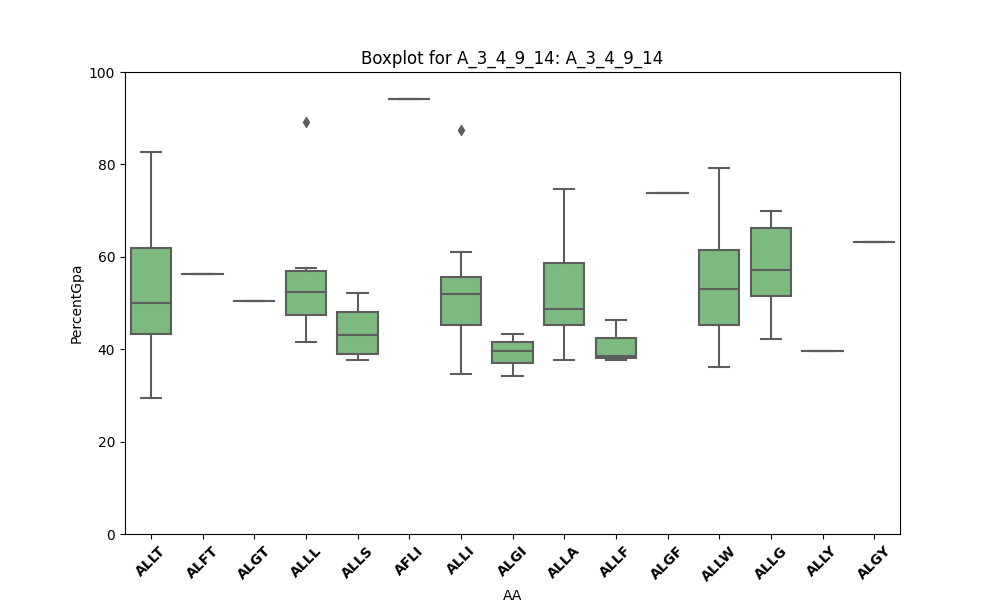 Boxplot for A_3_4_9_14: A_3_4_9_14
100
80
60
40
20
0
PercentGpa
ALLT ALFT ALGT ALLL ALLS AFLI ALLI ALGI ALLA ALLF ALGF ALLW ALLG ALLY ALGY
AA